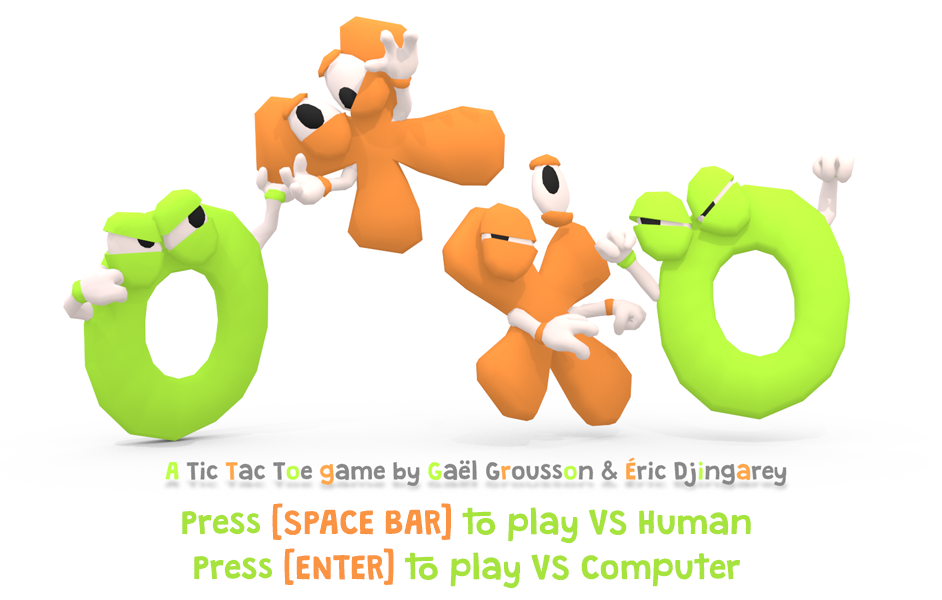 A Tic Tac Toe game by Gaël Grousson & Éric Djingarey
Press [SPACE BAR] to play VS Human
Press [ENTER] to play VS Computer